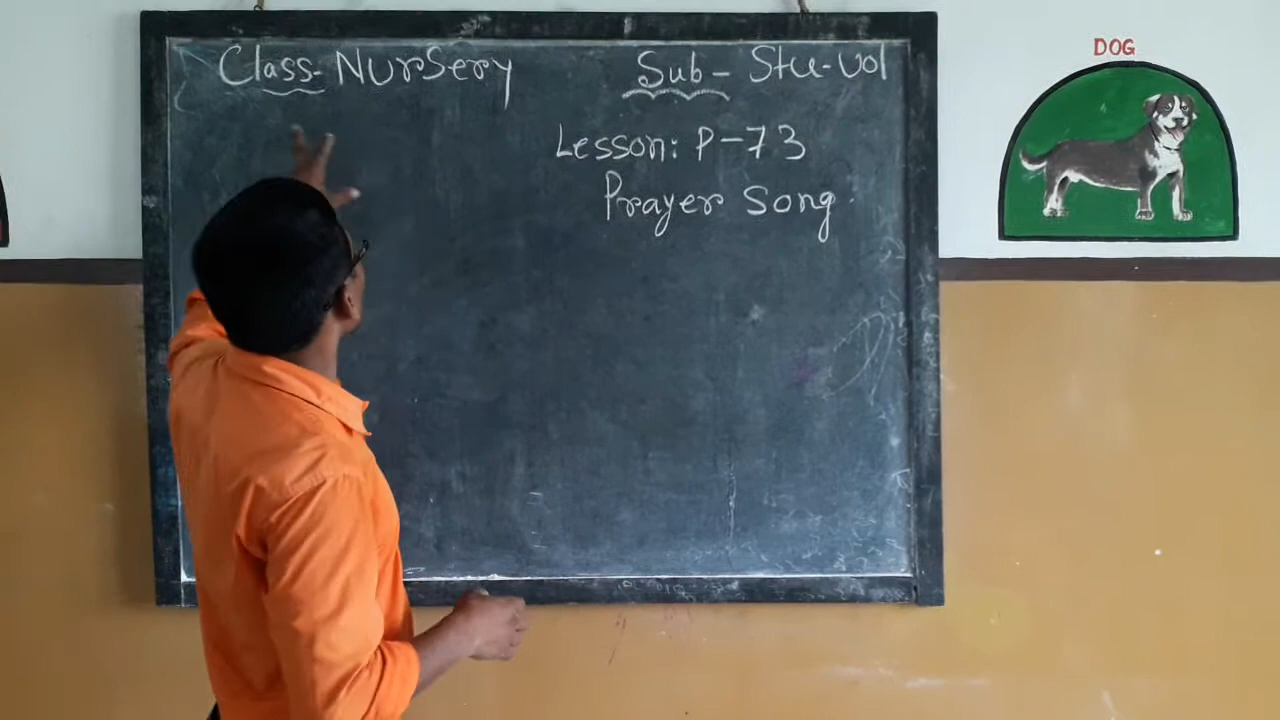 Class- Nursery
Sub- Stu-Vol
Lesson: P-73
Prayer Song
DOG